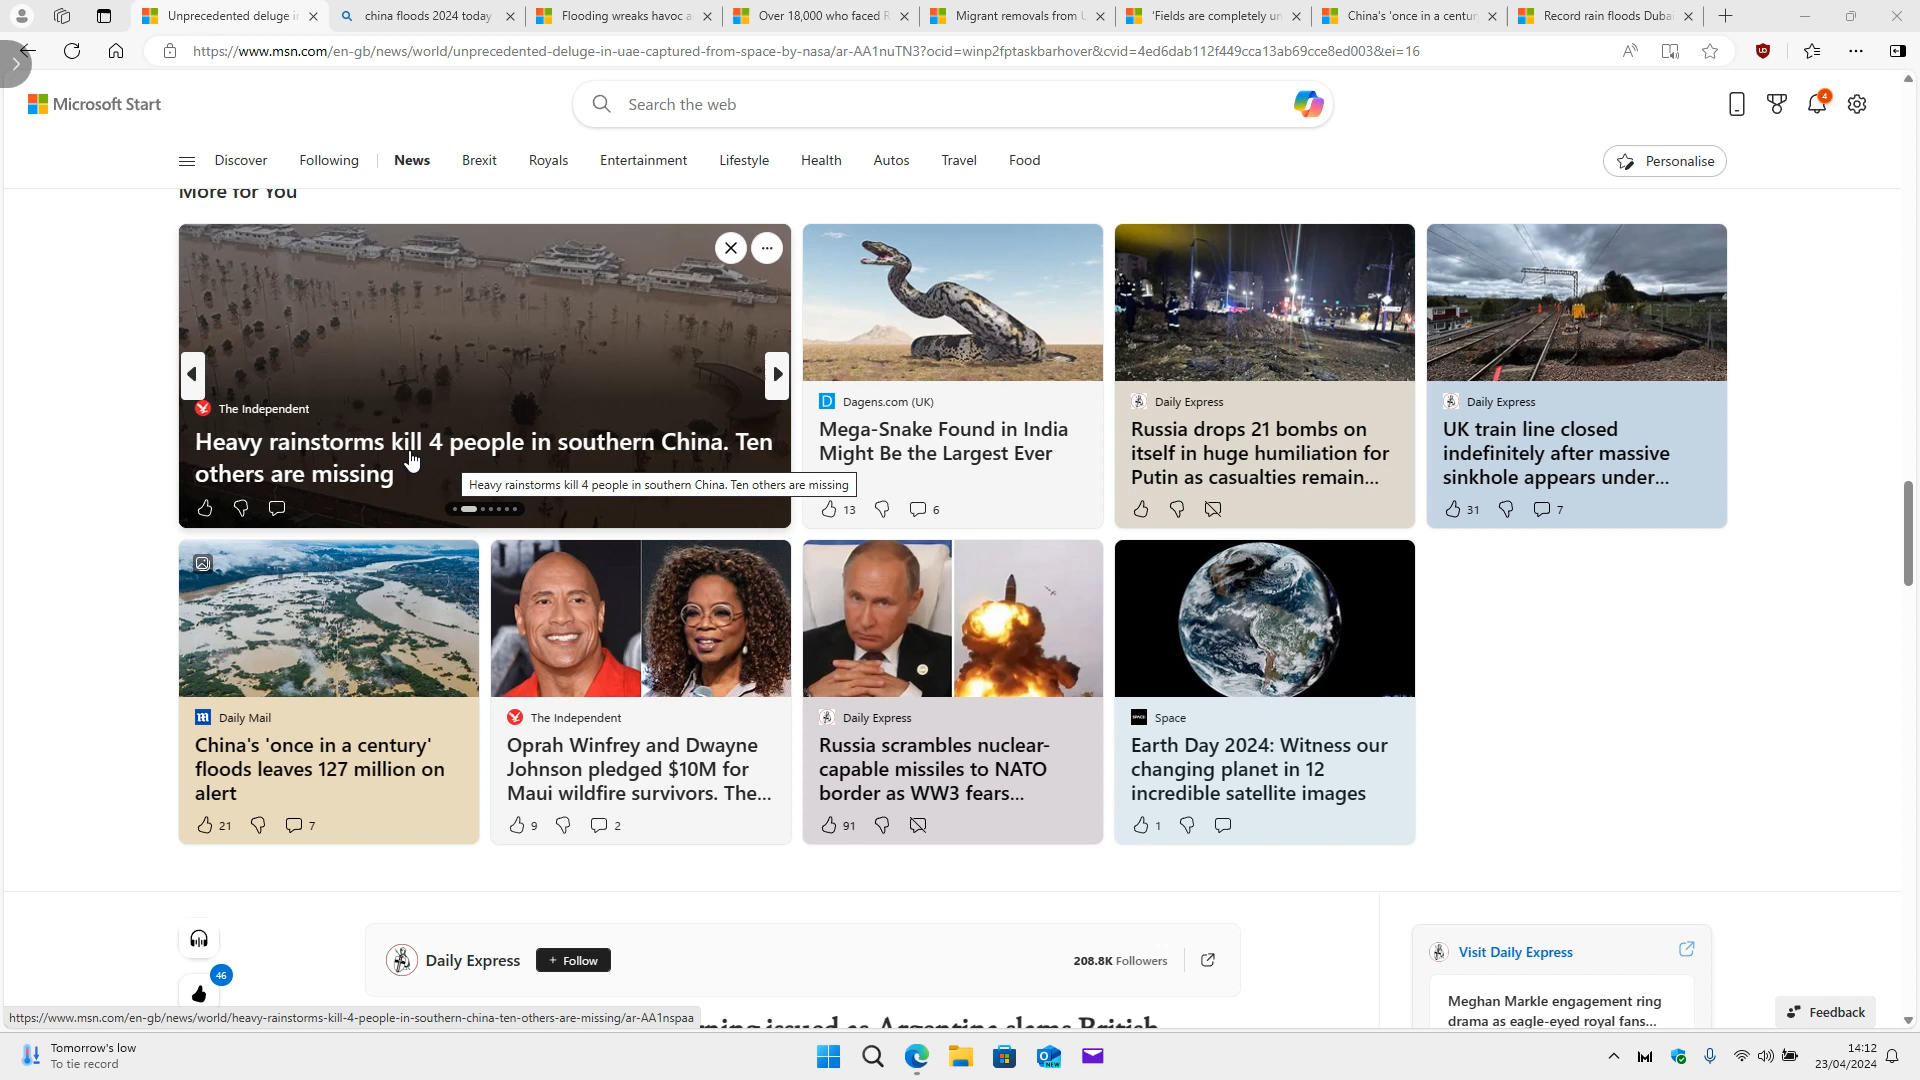 Unprecedented deluge i
china floods 2024 today
Flooding wreaks havoc a
Over 18,000 who faced R
Migrant removals from U
'Fields are completely un
China's 'once in a centur
Record rain floods Dubai
https://www.msn.com/en-gb/news/world/unprecedented-deluge-in-uae-captured-from-space-by-nasa/ar-AA1nuTN3?ocid=winp2fptaskbarhover&cvid=4ed6dab112f449cca13ab69cce8ed003&ei=16
Microsoft Start
Search the web
4
Discover
Following
News
Brexit
Royals
Entertainment
Lifestyle
Health
Autos
Travel
Food
Personalise
More for You
The Independent
Heavy rainstorms kill 4 people in southern China. Ten
others are missing
Heavy rainstorms kill 4 people in southern China. Ten others are missing
Dagens.com (UK)
Mega-Snake Found in India
Might Be the Largest Ever
13
6
Daily Express
Russia drops 21 bombs on
itself in huge humiliation for
Putin as casualties remain...
Daily Express
UK train line closed
indefinitely after massive
sinkhole appears under...
31
7
Daily Mail
China's 'once in a century'
floods leaves 127 million on
alert
21
7
The Independent
Oprah Winfrey and Dwayne
Johnson pledged $10M for
Maui wildfire survivors. The...
9
2
Daily Express
Russia scrambles nuclear-
capable missiles to NATO
border as WW3 fears...
91
SPACE
Space
Earth Day 2024: Witness our
changing planet in 12
incredible satellite images
1
46
Daily Express
+ Follow
208.8K Followers
Visit Daily Express
Meghan Markle engagement ring
drama as eagle-eyed royal fans...
Feedback
https://www.msn.com/en-gb/news/world/heavy-rainstorms-kill-4-people-in-southern-china-ten-others-are-missing/ar-AA1nspaa
issued as Argentina slams British
Tomorrow's low
To tie record
NEW
14:12
23/04/2024